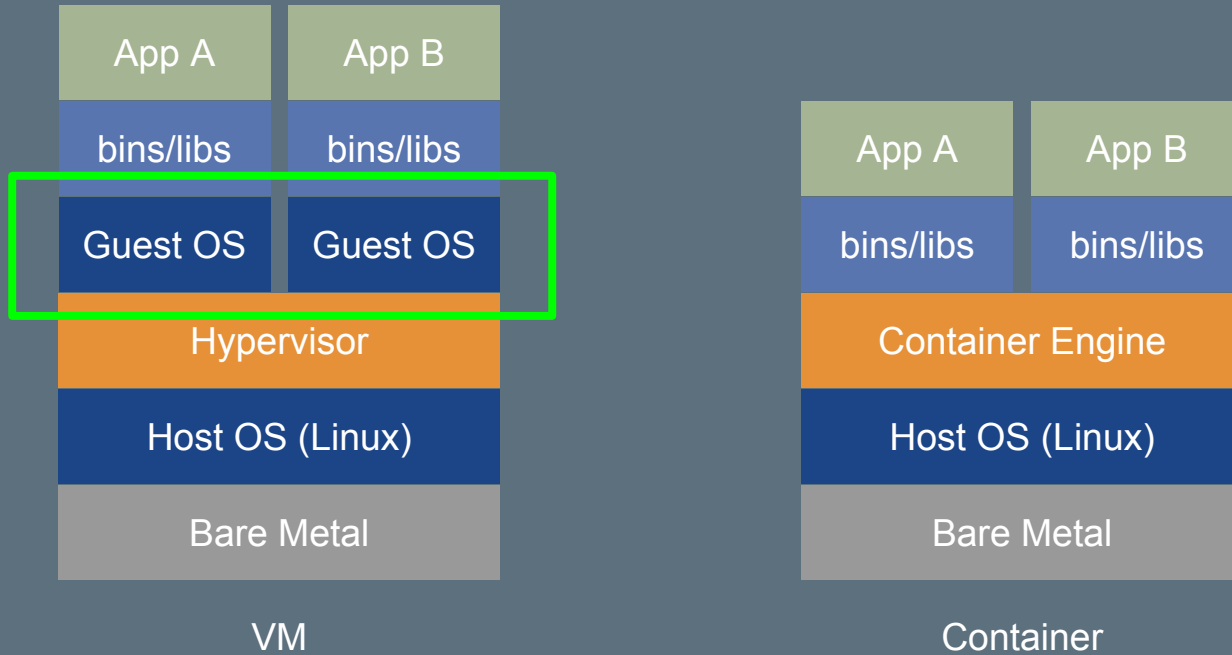 App A
App B
bins/libs
bins/libs
Guest OS
Guest OS
Hypervisor
Host OS (Linux)
Bare Metal
VM
App A
App B
bins/libs
bins/libs
Container Engine
Host OS (Linux)
Bare Metal
Container